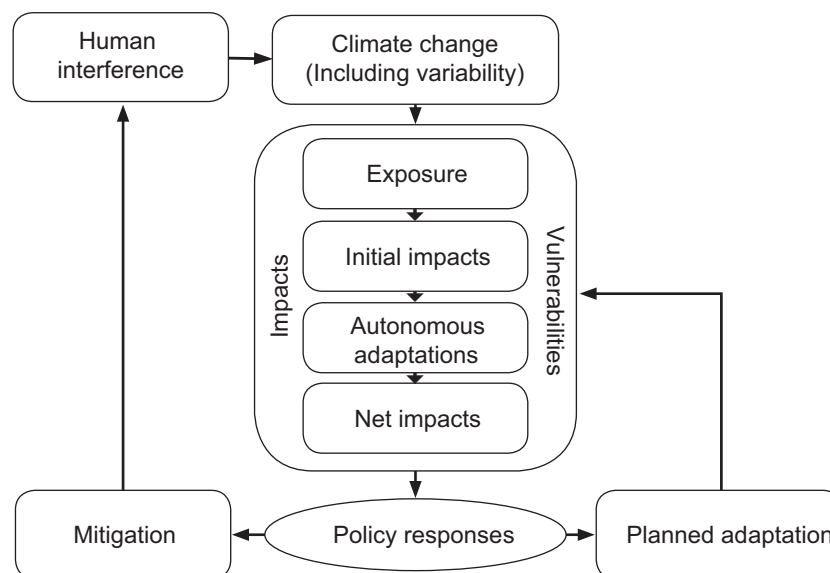 Human
interference
Climate change
(Including variability)
Exposure
Initial impacts
Autonomous
adaptations
Net impacts
Impacts
Vulnerabilities
Mitigation
Policy responses
Planned adaptation